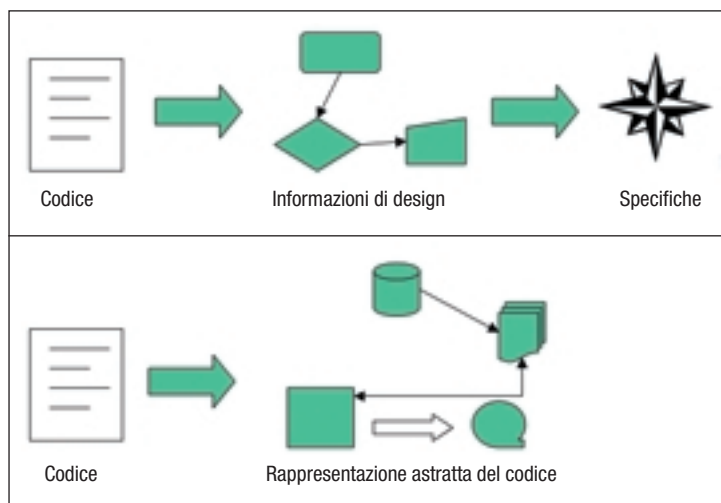 Codice
Informazioni di design
Specifiche
Codice
Rappresentazione astratta del codice